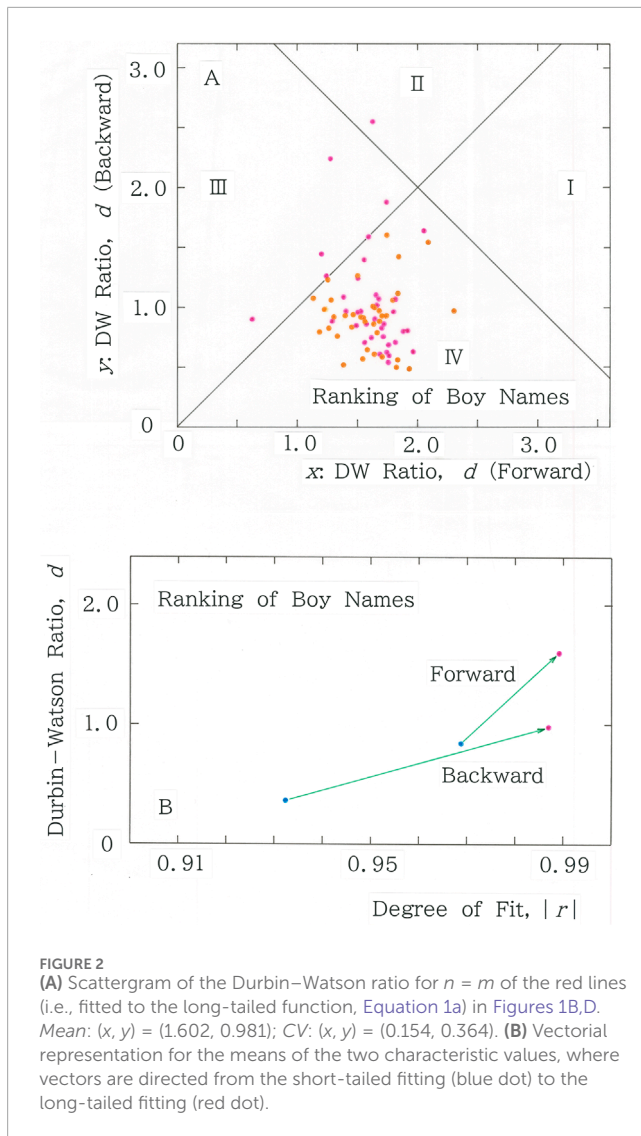 3.0
A
II
2.0
III
I
1.0
IV
Ranking of Boy Names
0
0
1.0
2.0
3.0
y: DW Ratio, d (Backward)
x: DW Ratio, d (Forward)
2.0
Ranking of Boy Names
Forward
1.0
Backward
B
0
0.91
0.95
0.99
Durbin−Watson Ratio, d
Degree of Fit, |r|
FIGURE 2
(A) Scattergram of the Durbin–Watson ratio for n = m of the red lines
(i.e., fitted to the long-tailed function, Equation 1a) in Figures 1B,D.
Mean: (x, y) = (1.602, 0.981); CV: (x, y) = (0.154, 0.364). (B) Vectorial
representation for the means of the two characteristic values, where
vectors are directed from the short-tailed fitting (blue dot) to the
long-tailed fitting (red dot).